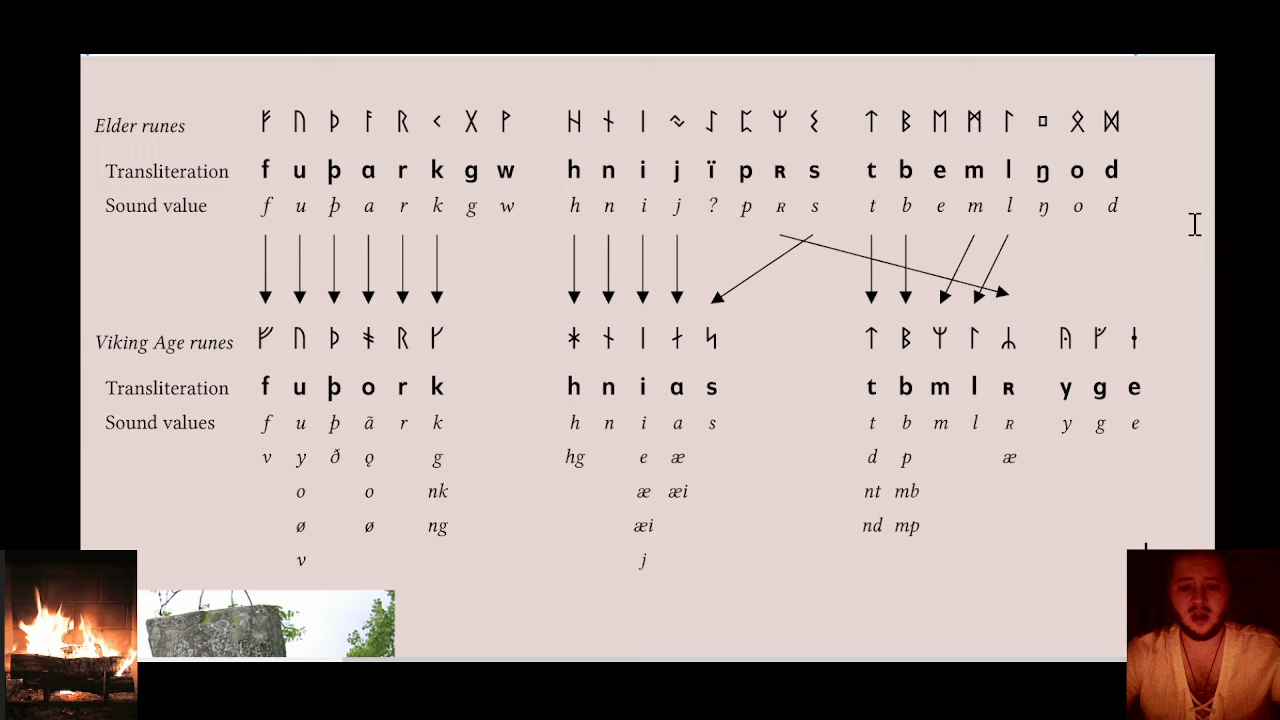 Elder runes ᚠ ᚢ ᚦ ᚨ ᚱ ᚲ ᚷ ᚹ ᚺ ᚾ ᛁ ᛃ ᛇ ᛈ ᛉ ᛊ ᛏ ᛒ ᛖ ᛗ ᛚ ᛜ ᛟ ᛞ
Transliteration f u þ a r k g w h n i j ï p ʀ s t b e m l ŋ o d
Sound value f u þ a r k g w h n i j ? p ʀ s t b e m l ŋ o d
Viking Age runes ᚠ ᚢ ᚦ ᚬ ᚱ ᚴ ᚼ ᚾ ᛁ ᛅ ᛋ ᛏ ᛒ ᛘ ᛚ ᛦ ᚤ ᚵ ᛂ
Transliteration f u þ o r k h n i a s t b m l ʀ y g e
Sound values f u þ ã r k h n i a s t b m l ʀ y g e
v y ð ǫ g hg e æ d p æ
o o nk æ æi nt mb
ø ø ng æi nd mp
v j